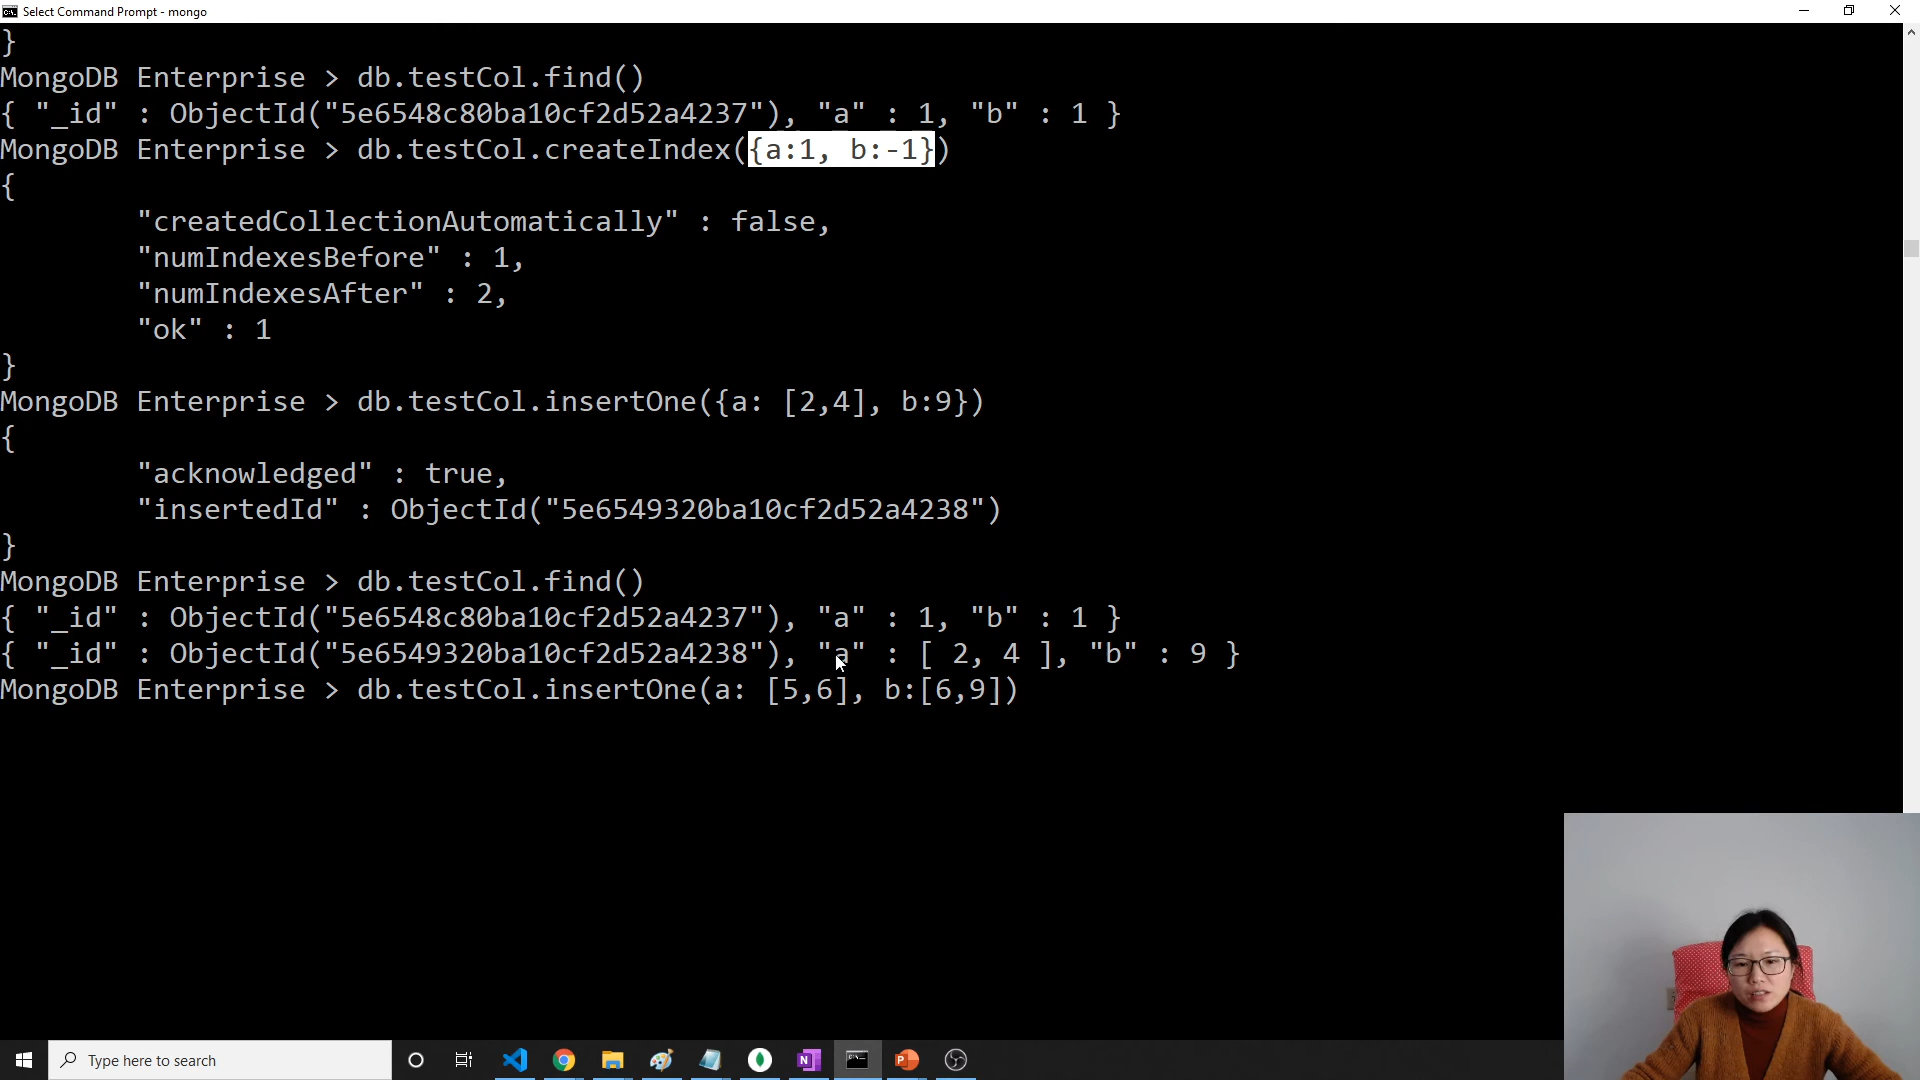 Select Command Prompt - mongo
}
MongoDB Enterprise > db.testCol.find()
{ "_id" : ObjectId("5e6548c80ba10cf2d52a4237"), "a" : 1, "b" : 1 }
MongoDB Enterprise > db.testCol.createIndex({a:1, b:-1})
{
"createdCollectionAutomatically" : false,
"numIndexesBefore" : 1,
"numIndexesAfter" : 2,
"ok" : 1
}
MongoDB Enterprise > db.testCol.insertOne({a: [2,4], b:9})
{
"acknowledged" : true,
"insertedId" : ObjectId("5e6549320ba10cf2d52a4238")
}
MongoDB Enterprise > db.testCol.find()
{ "_id" : ObjectId("5e6548c80ba10cf2d52a4237"), "a" : 1, "b" : 1 }
{ "_id" : ObjectId("5e6549320ba10cf2d52a4238"), "a" : [ 2, 4 ], "b" : 9 }
MongoDB Enterprise > db.testCol.insertOne(a: [5,6], b:[6,9])
Type here to search